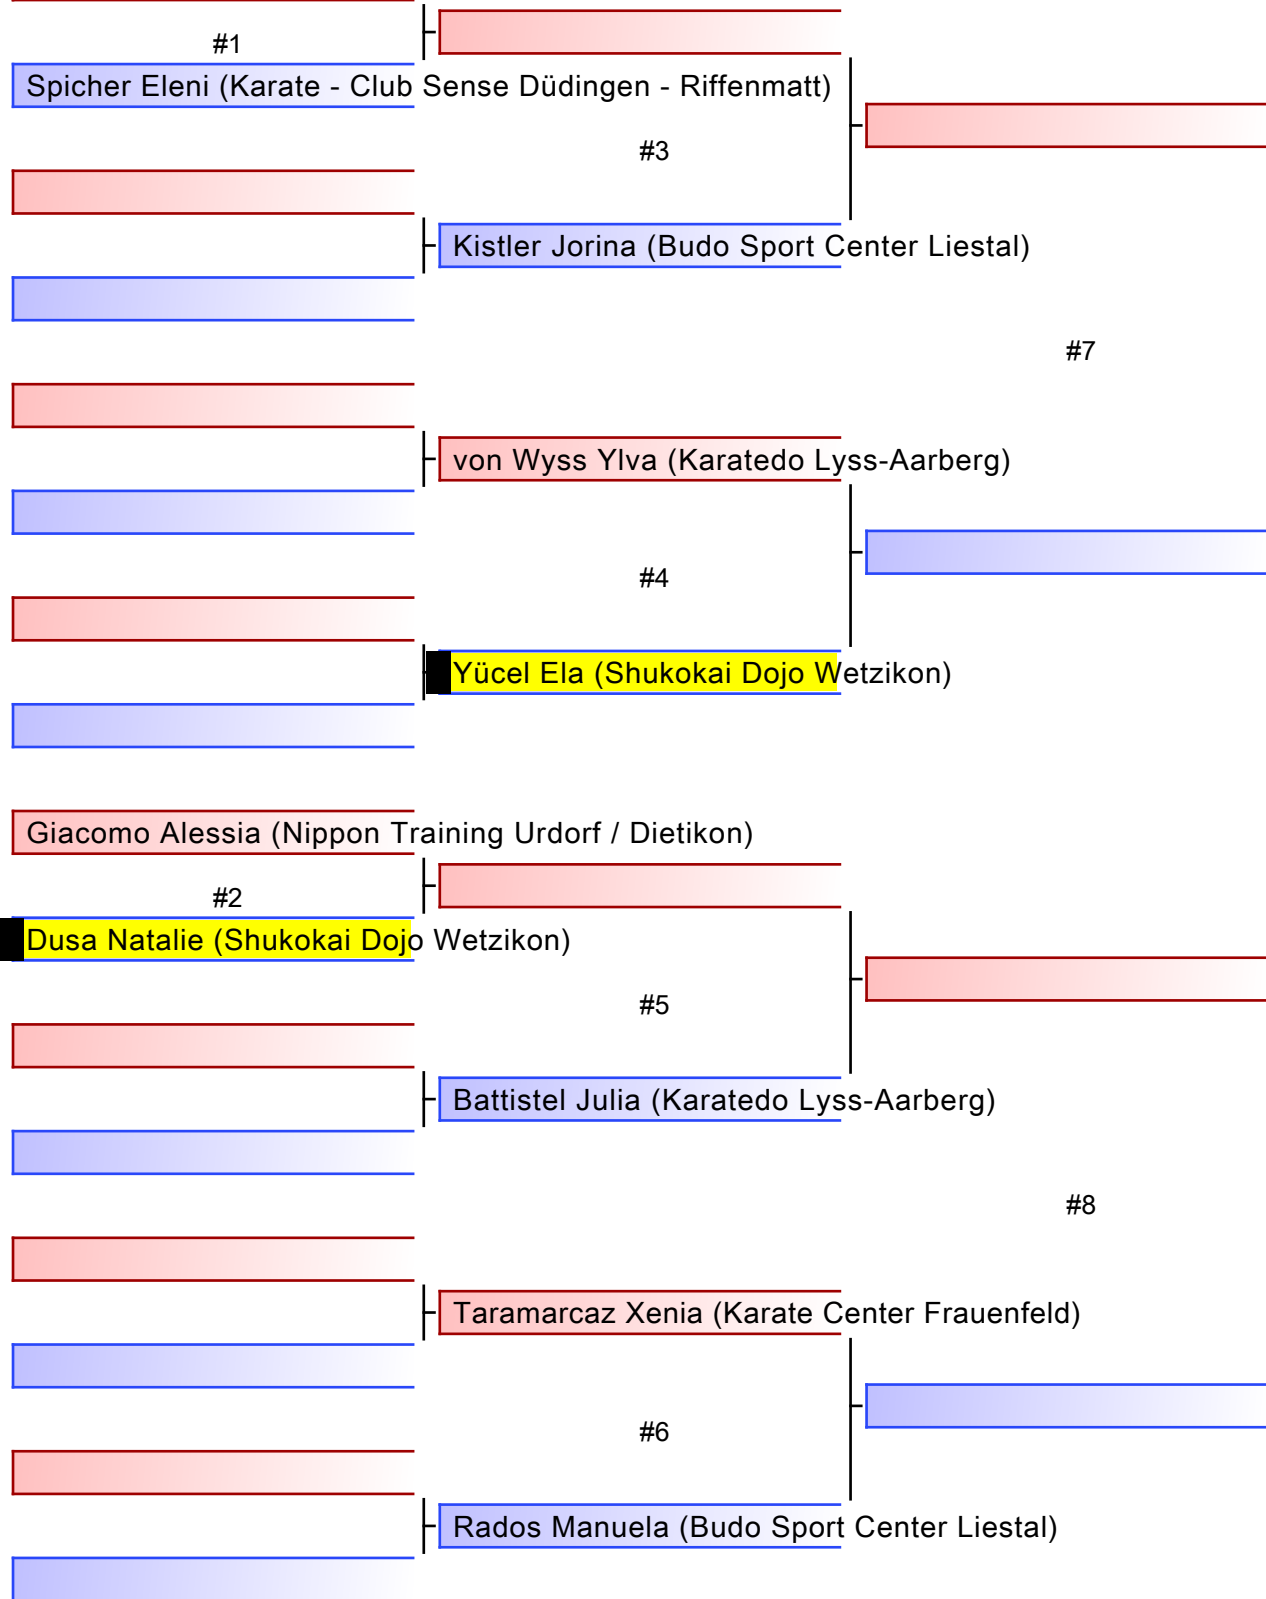 #1
Spicher Eleni (Karate - Club Sense Düdingen - Riffenmatt)
#3
Kistler Jorina (Budo Sport Center Liestal)
#7
von Wyss Ylva (Karatedo Lyss-Aarberg)
#4
Yücel Ela (Shukokai Dojo Wetzikon)
Giacomo Alessia (Nippon Training Urdorf / Dietikon)
#2
Dusa Natalie (Shukokai Dojo Wetzikon)
#5
Battistel Julia (Karatedo Lyss-Aarberg)
#8
Taramarcaz Xenia (Karate Center Frauenfeld)
#6
Rados Manuela (Budo Sport Center Liestal)